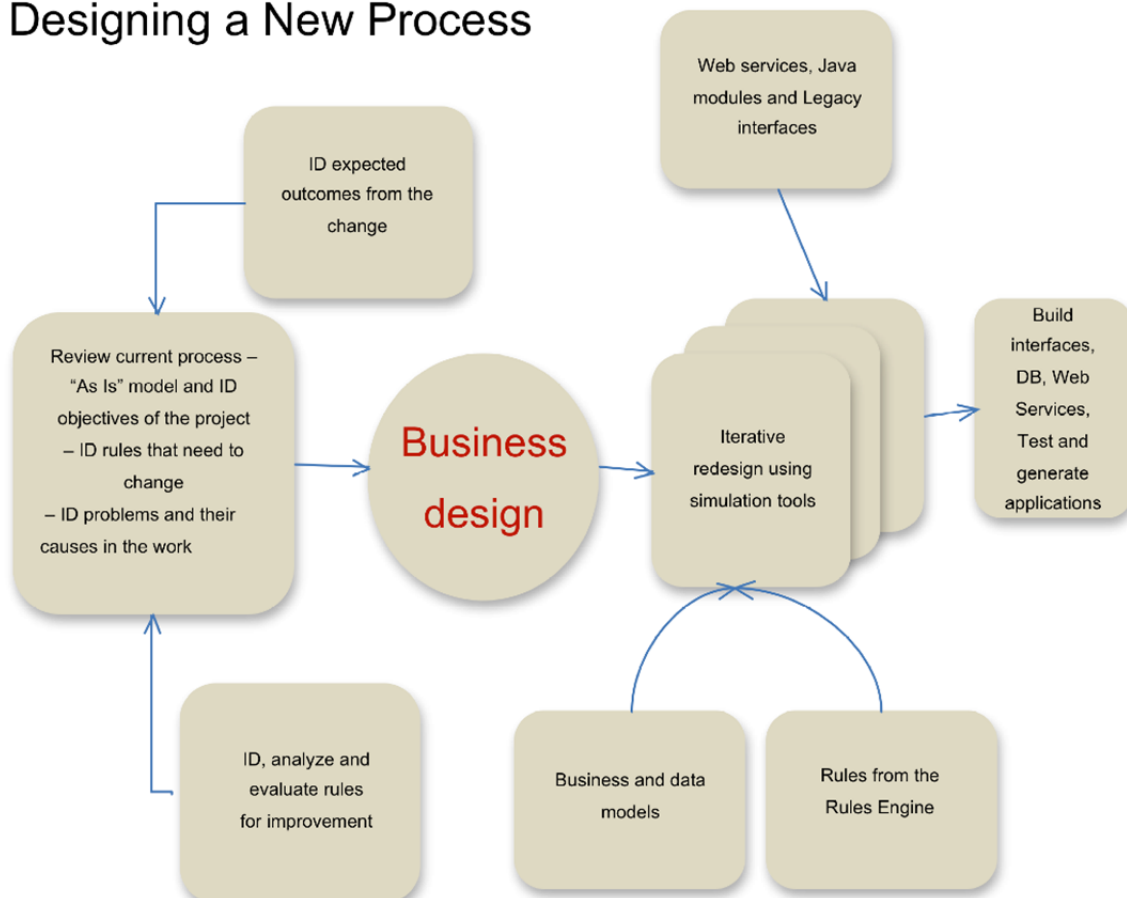 Designing a New Process
Web services, Java
modules and Legacy
interfaces
ID expected
outcomes from the
change
Review current process –
“As Is” model and ID
objectives of the project
– ID rules that need to
change
– ID problems and their
causes in the work
Business
design
Iterative
redesign using
simulation tools
Build
interfaces,
DB, Web
Services,
Test and
generate
applications
ID, analyze and
evaluate rules
for improvement
Business and data
models
Rules from the
Rules Engine